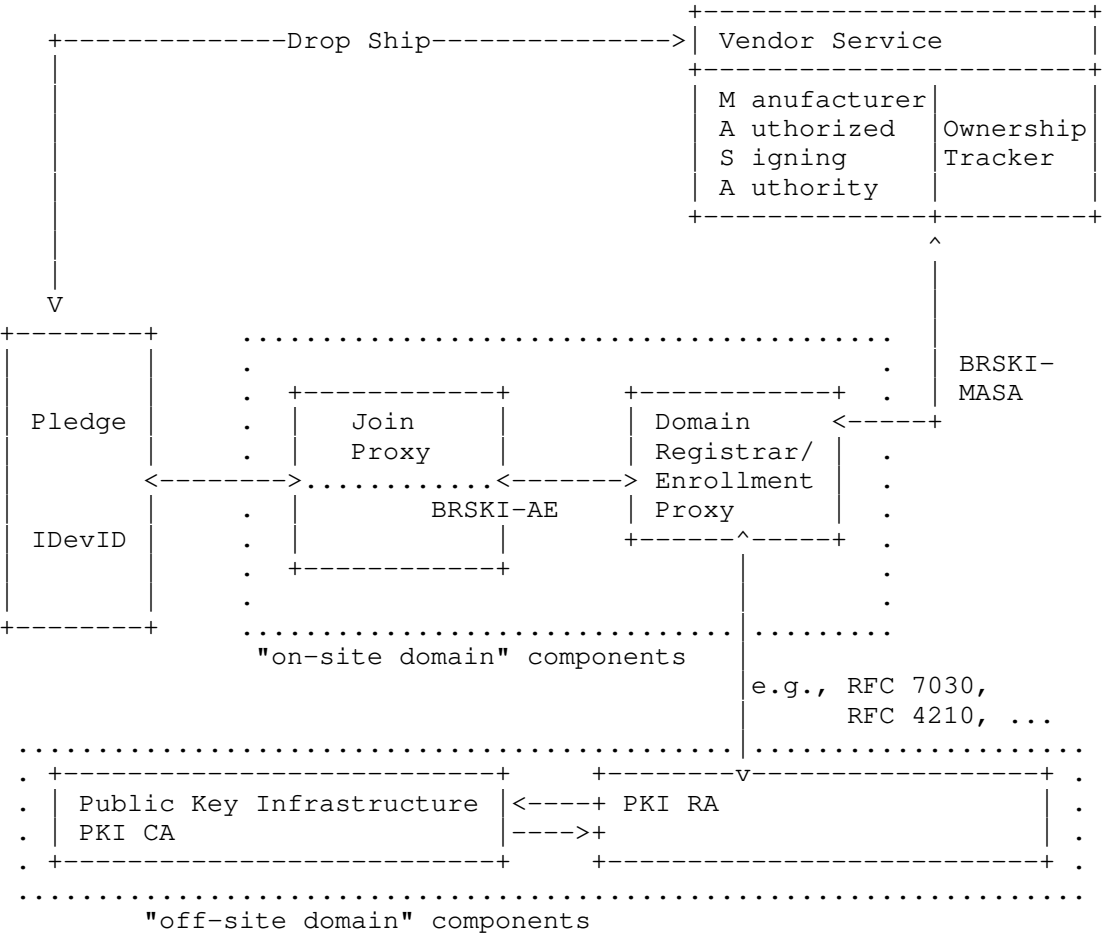 Drop Ship
Vendor Service
M anufacturer
A uthorized
S igning
A uthority
Ownership
Tracker
BRSKI-
MASA
Pledge
IDevID
Join
Proxy
BRSKI-AE
Domain
Registrar/
Enrollment
Proxy
"on-site domain" components
e.g., RFC 7030,
RFC 4210, ...
Public Key Infrastructure
PKI CA
PKI RA
"off-site domain" components